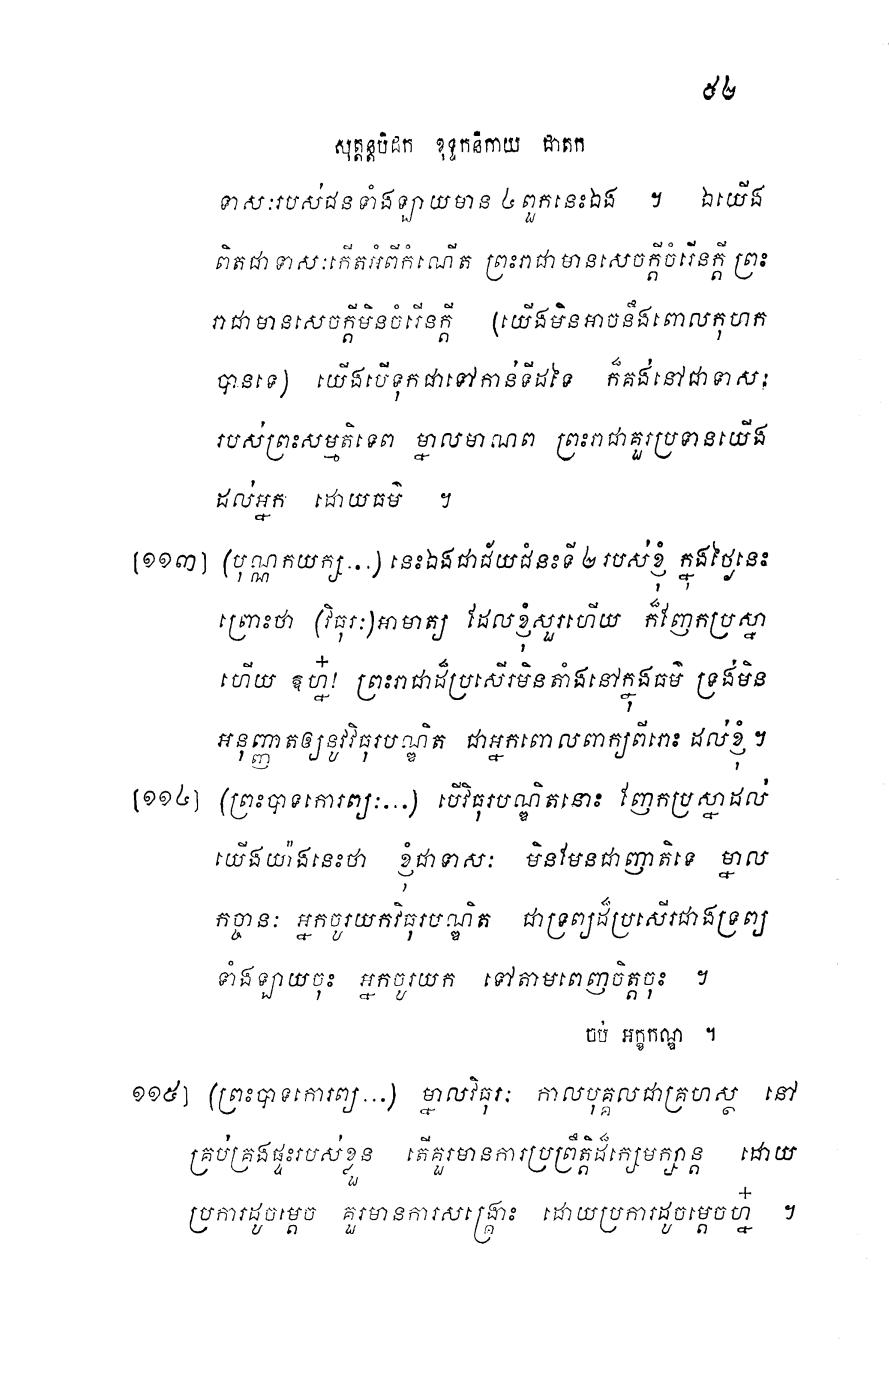 ៩២
សុត្តន្តបិដក ខុទ្ទកនិកាយ ជាតក
ទាសៈរបស់ជនទាំងឡាយមាន ៤ ពួកនេះឯង ។ ឯយើង
ពិតជា ទាសៈកើតអំពីកំណើត ព្រះរាជាមានសេចក្តីចំរើនក្តី ព្រះ
រាជាមានសេចក្តីមិនចំរើនក្តី (យើងមិនអាចនឹងពោលកុហក
បានទេ) យើងបើទុកជាទៅកាន់ទីដទៃ ក៏គង់នៅជាទាសៈ
របស់ព្រះសម្មតិទេព ម្នាលមាណព ព្រះរាជាគួរប្រទានយើង
ដល់អ្នក ដោយធម៌ ។
[១១៣] (បុណ្ណកយក្ស...) នេះឯងជាជ័យជំនះទី ២ របស់ខ្ញុំ ក្នុងថ្ងៃនេះ
ព្រោះថា (វិធុរៈ)អាមាត្យ ដែលខ្ញុំសួរហើយ ក៏ញែកប្រស្នា
ហើយ ឱហ្ន៎! ព្រះរាជាដ៏ប្រសើរមិនតាំងនៅក្នុងធម៌ ទ្រង់មិន
អនុញ្ញាតឲ្យនូវវិធុរបណ្ឌិត ជាអ្នកពោលពាក្យពីរោះ ដល់ខ្ញុំ ។
[១១៤] (ព្រះបាទកោរព្យៈ...) បើវិធុរបណ្ឌិតនោះ ញែកប្រស្នាដល់
យើងយ៉ាងនេះថា ខ្ញុំជាទាសៈ មិនមែនជាញាតិទេ ម្នាល
កច្ចានៈ អ្នកចូរយកវិធុរបណ្ឌិត ជាទ្រព្យដ៏ប្រសើរជាងទ្រព្យ
ទាំងឡាយចុះ អ្នកចូរយក ទៅតាមពេញចិត្តចុះ ។
ចប់ អក្ខកណ្ឌ ។
១១៥] (ព្រះបាទកោរព្យ...) ម្នាលវិធុរៈ កាលបុគ្គលជាគ្រហស្ថ នៅ
គ្រប់គ្រងផ្ទះរបស់ខ្លួន តើគួរមានការប្រព្រឹត្តិដ៏ក្សេមក្សាន្ត ដោយ
ប្រការដូចម្តេច គួរមានការសង្គ្រោះ ដោយប្រការដូចម្តេចហ្ន៎ ។